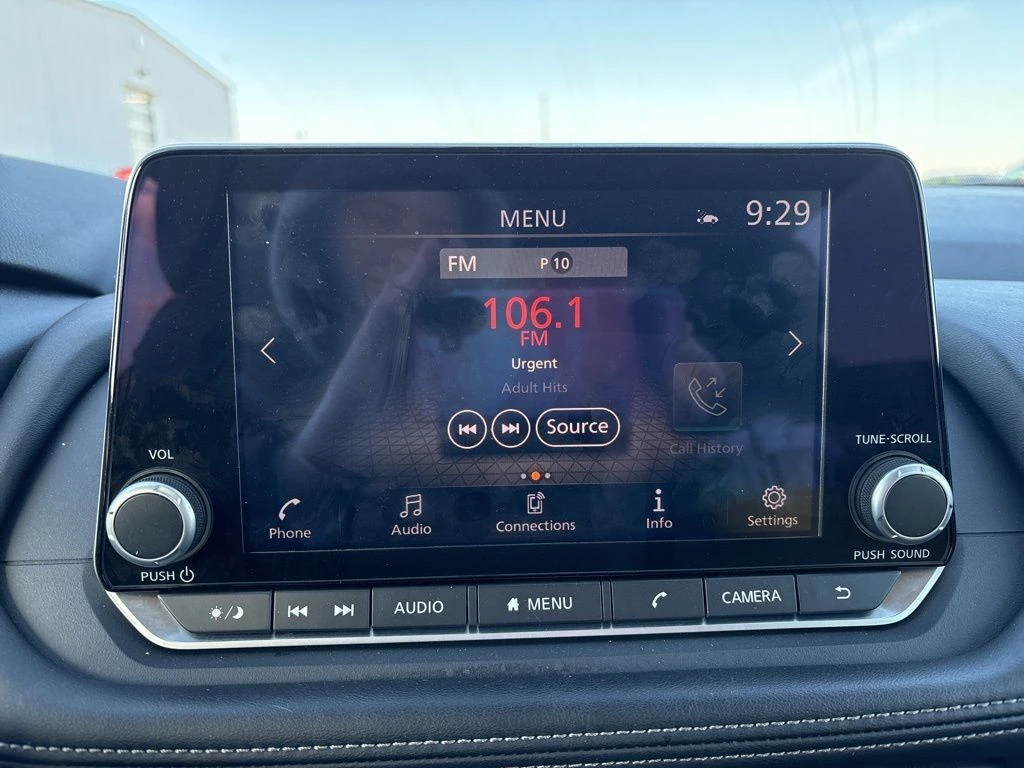 MENU 9:29
FM P 10
106.1
FM
Urgent
Adult Hits
Source
Call History
Phone Audio Connections Info Settings
VOL
PUSH
TUNE·SCROLL
PUSH SOUND
AUDIO MENU CAMERA